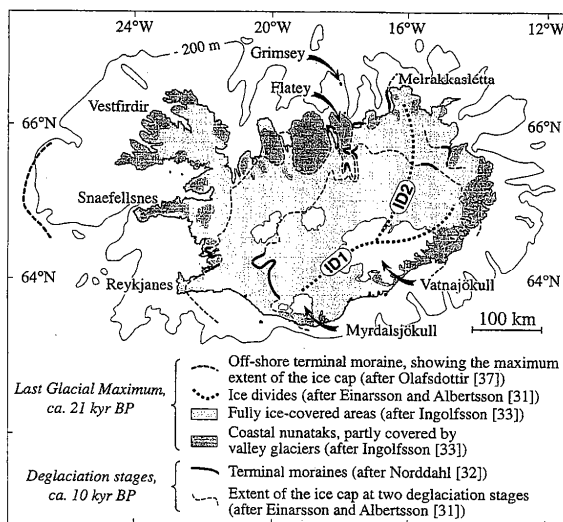 24°W 20°W 16°W 12°W
- 200 m
Grimsey
Melrakkaslétta
Flatey
Vestfirdir
66°N 66°N
Snaefellsnes
ID2
ID1
64°N 64°N
Reykjanes
Vatnajökull
100 km
Myrdalsjökull
Off-shore terminal moraine, showing the maximum
extent of the ice cap (after Olafsdottir [37])
Last Glacial Maximum,
ca. 21 kyr BP
Ice divides (after Einarsson and Albertsson [31])
Fully ice-covered areas (after Ingolfsson [33])
Coastal nunataks, partly covered by
valley glaciers (after Ingolfsson [33])
Deglaciation stages,
ca. 10 kyr BP
Terminal moraines (after Norddahl [32])
Extent of the ice cap at two deglaciation stages
(after Einarsson and Albertsson [31])